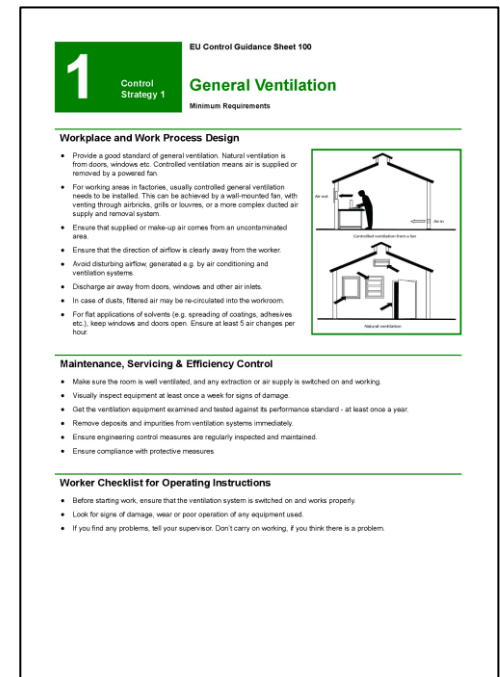 EU Control Guidance Sheet 100
1
Control
Strategy 1
General Ventilation
Minimum Requirements
Workplace and Work Process Design
● Provide a good standard of general ventilation. Natural ventilation is
from doors, windows etc. Controlled ventilation means air is supplied or
removed by a powered fan.
● For working areas in factories, usually controlled general ventilation
needs to be installed. This can be achieved by a wall-mounted fan, with
venting through airbricks, grills or louvres, or a more complex ducted air
supply and removal system.
● Ensure that supplied or make-up air comes from an uncontaminated
area.
● Ensure that the direction of airflow is clearly away from the worker.
● Avoid disturbing airflow, generated e.g. by air conditioning and
ventilation systems.
● Discharge air away from doors, windows and other air inlets.
● In case of dusts, filtered air may be re-circulated into the workroom.
● For flat applications of solvents (e.g. spreading of coatings, adhesives
etc.), keep windows and doors open. Ensure at least 5 air changes per
hour.
Air out
Air in
Controlled ventilation from a fan
Natural ventilation
Maintenance, Servicing & Efficiency Control
● Make sure the room is well ventilated, and any extraction or air supply is switched on and working.
● Visually inspect equipment at least once a week for signs of damage.
● Get the ventilation equipment examined and tested against its performance standard - at least once a year.
● Remove deposits and impurities from ventilation systems immediately.
● Ensure engineering control measures are regularly inspected and maintained.
● Ensure compliance with protective measures
Worker Checklist for Operating Instructions
● Before starting work, ensure that the ventilation system is switched on and works properly.
● Look for signs of damage, wear or poor operation of any equipment used.
● If you find any problems, tell your supervisor. Don't carry on working, if you think there is a problem.